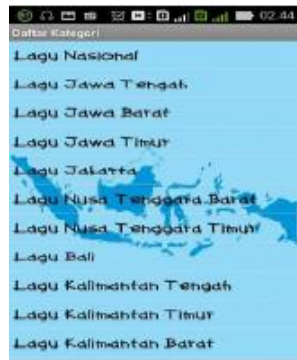 02.44
Daftar Kategori
Lagu Nasional
Lagu Jawa Tengah
Lagu Jawa Barat
Lagu Jawa Timur
Lagu Jakarta
Lagu Nusa Tenggara Barat
Lagu Nusa Tenggara Timur
Lagu Bali
Lagu Kalimantan Tengah
Lagu Kalimantan Timur
Lagu Kalimantan Barat